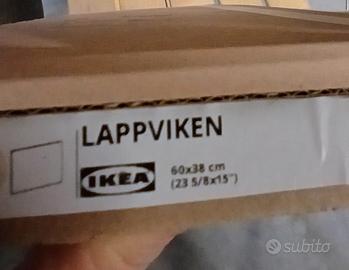 LAPPVIKEN
IKEA
60x38 cm
(23 5/8x15")
subito